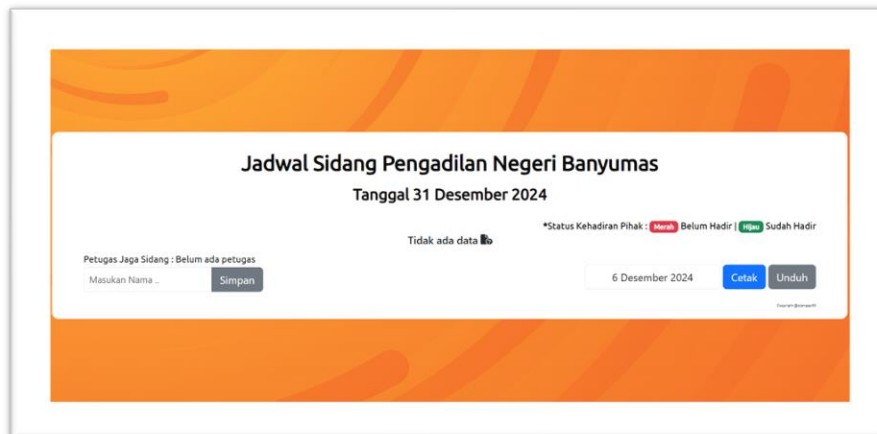 Jadwal Sidang Pengadilan Negeri Banyumas
Tanggal 31 Desember 2024
*Status Kehadiran Pihak : Merah Belum Hadir | Hijau Sudah Hadir
Tidak ada data
Petugas Jaga Sidang : Belum ada petugas
Masukan Nama .. Simpan
6 Desember 2024 Cetak Unduh